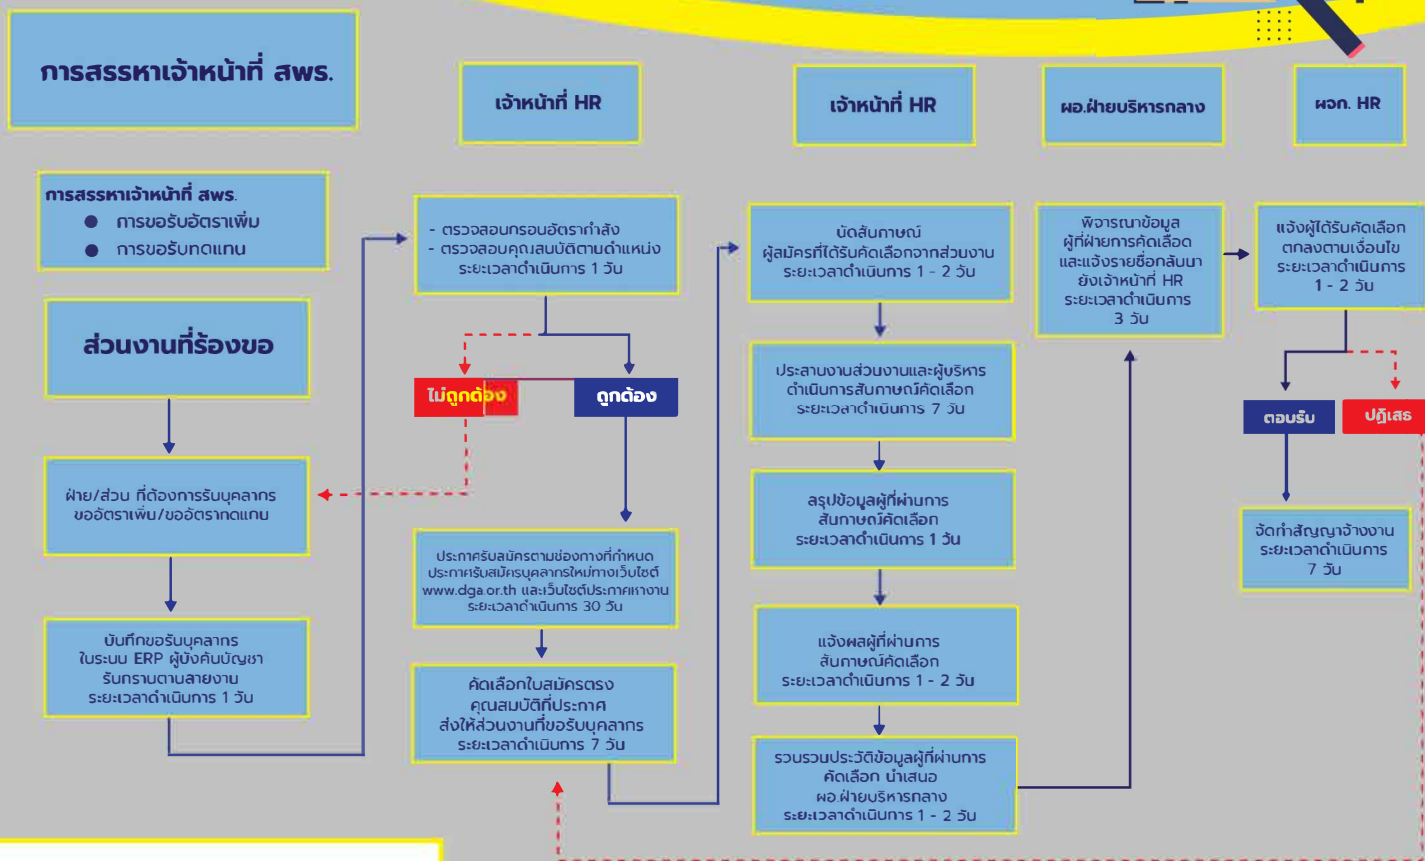 การสรรหาเจ้าหน้าที่ สพร.
เจ้าหน้าที่ HR
เจ้าหน้าที่ HR
ผอ.ฝ่ายบริหารกลาง
ผจก. HR
การสรรหาเจ้าหน้าที่ สพร.
● การขอรับอัตราเพิ่ม
● การขอรับทดแทน
ส่วนงานที่ร้องขอ
ฝ่าย/ส่วน ที่ต้องการรับบุคลากร
ขออัตราเพิ่ม/ขออัตราทดแทน
บันทึกขอรับบุคลากร
ในระบบ ERP ผู้บังคับบัญชา
รับทราบตามสายงาน
ระยะเวลาดำเนินการ 1 วัน
- ตรวจสอบกรอบอัตรากำลัง
- ตรวจสอบคุณสมบัติตามตำแหน่ง
ระยะเวลาดำเนินการ 1 วัน
ไม่ถูกต้อง
ถูกต้อง
ประกาศรับสมัครตามช่องทางที่กำหนด
ประกาศรับสมัครบุคลากรใหม่ทางเว็บไซต์
www.dga.or.th และเว็บไซต์ประกาศหางาน
ระยะเวลาดำเนินการ 30 วัน
คัดเลือกใบสมัครตรง
คุณสมบัติที่ประกาศ
ส่งให้ส่วนงานที่ขอรับบุคลากร
ระยะเวลาดำเนินการ 7 วัน
นัดสัมภาษณ์
ผู้สมัครที่ได้รับคัดเลือกจากส่วนงาน
ระยะเวลาดำเนินการ 1 - 2 วัน
ประสานงานส่วนงานและผู้บริหาร
ดำเนินการสัมภาษณ์คัดเลือก
ระยะเวลาดำเนินการ 7 วัน
สรุปข้อมูลผู้ที่ผ่านการ
สัมภาษณ์คัดเลือก
ระยะเวลาดำเนินการ 1 วัน
แจ้งผลผู้ที่ผ่านการ
สัมภาษณ์คัดเลือก
ระยะเวลาดำเนินการ 1 - 2 วัน
รวบรวมประวัติข้อมูลผู้ที่ผ่านการ
คัดเลือก นำเสนอ
ผอ.ฝ่ายบริหารกลาง
ระยะเวลาดำเนินการ 1 - 2 วัน
พิจารณาข้อมูล
ผู้ที่ฝ่ายการคัดเลือด
และแจ้งรายชื่อกลับมา
ยังเจ้าหน้าที่ HR
ระยะเวลาดำเนินการ
3 วัน
แจ้งผู้ได้รับคัดเลือก
ตกลงตามเงื่อนไข
ระยะเวลาดำเนินการ
1 - 2 วัน
ตอบรับ
ปฏิเสธ
จัดทำสัญญาจ้างงาน
ระยะเวลาดำเนินการ
7 วัน